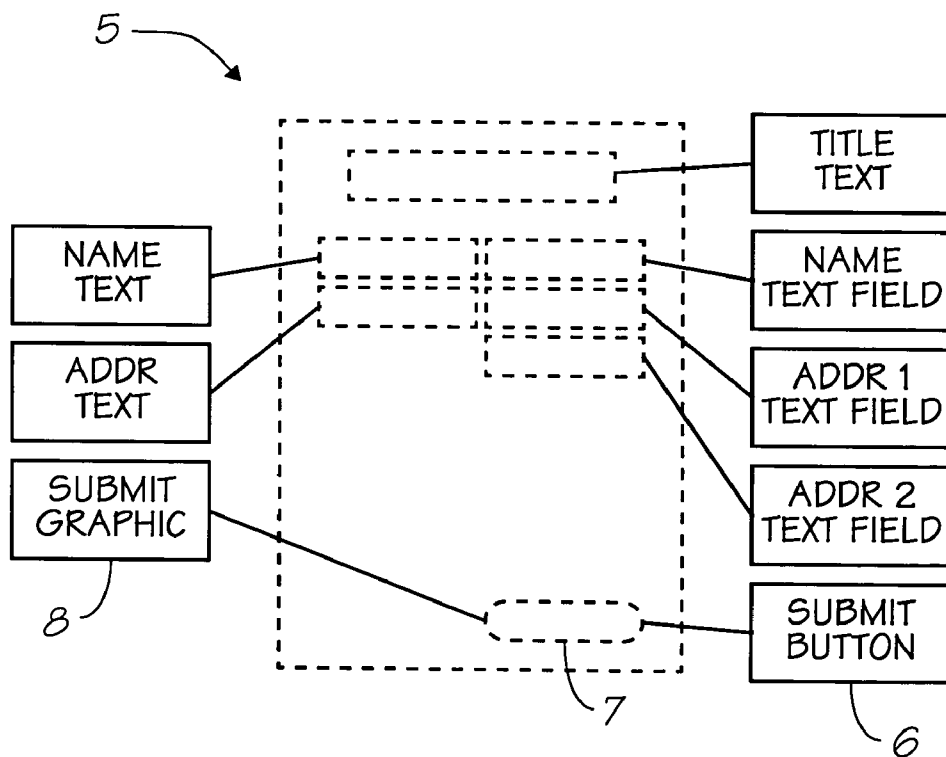 5
TITLE
TEXT
NAME
TEXT
NAME
TEXT FIELD
ADDR
TEXT
ADDR 1
TEXT FIELD
SUBMIT
GRAPHIC
ADDR 2
TEXT FIELD
8
SUBMIT
BUTTON
7
6